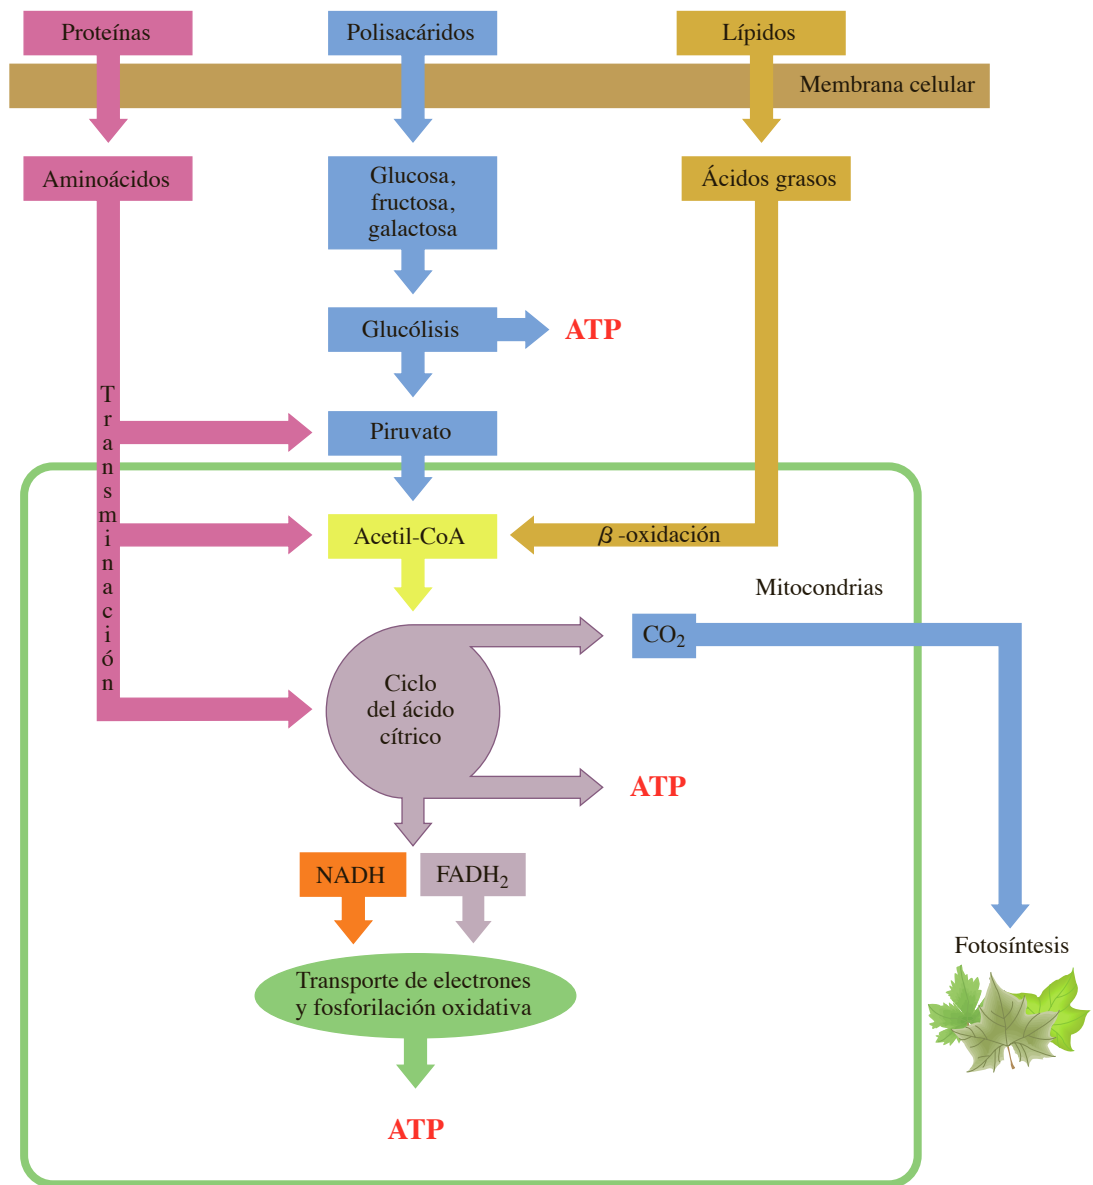 Proteínas
Polisacáridos
Lípidos
Membrana celular
Aminoácidos
Glucosa,
fructosa,
galactosa
Ácidos grasos
Glucólisis
ATP
Transminación
Piruvato
Acetil-CoA
β-oxidación
Mitocondrias
CO₂
Ciclo
del ácido
cítrico
ATP
NADH
FADH₂
Fotosíntesis
Transporte de electrones
y fosforilación oxidativa
ATP